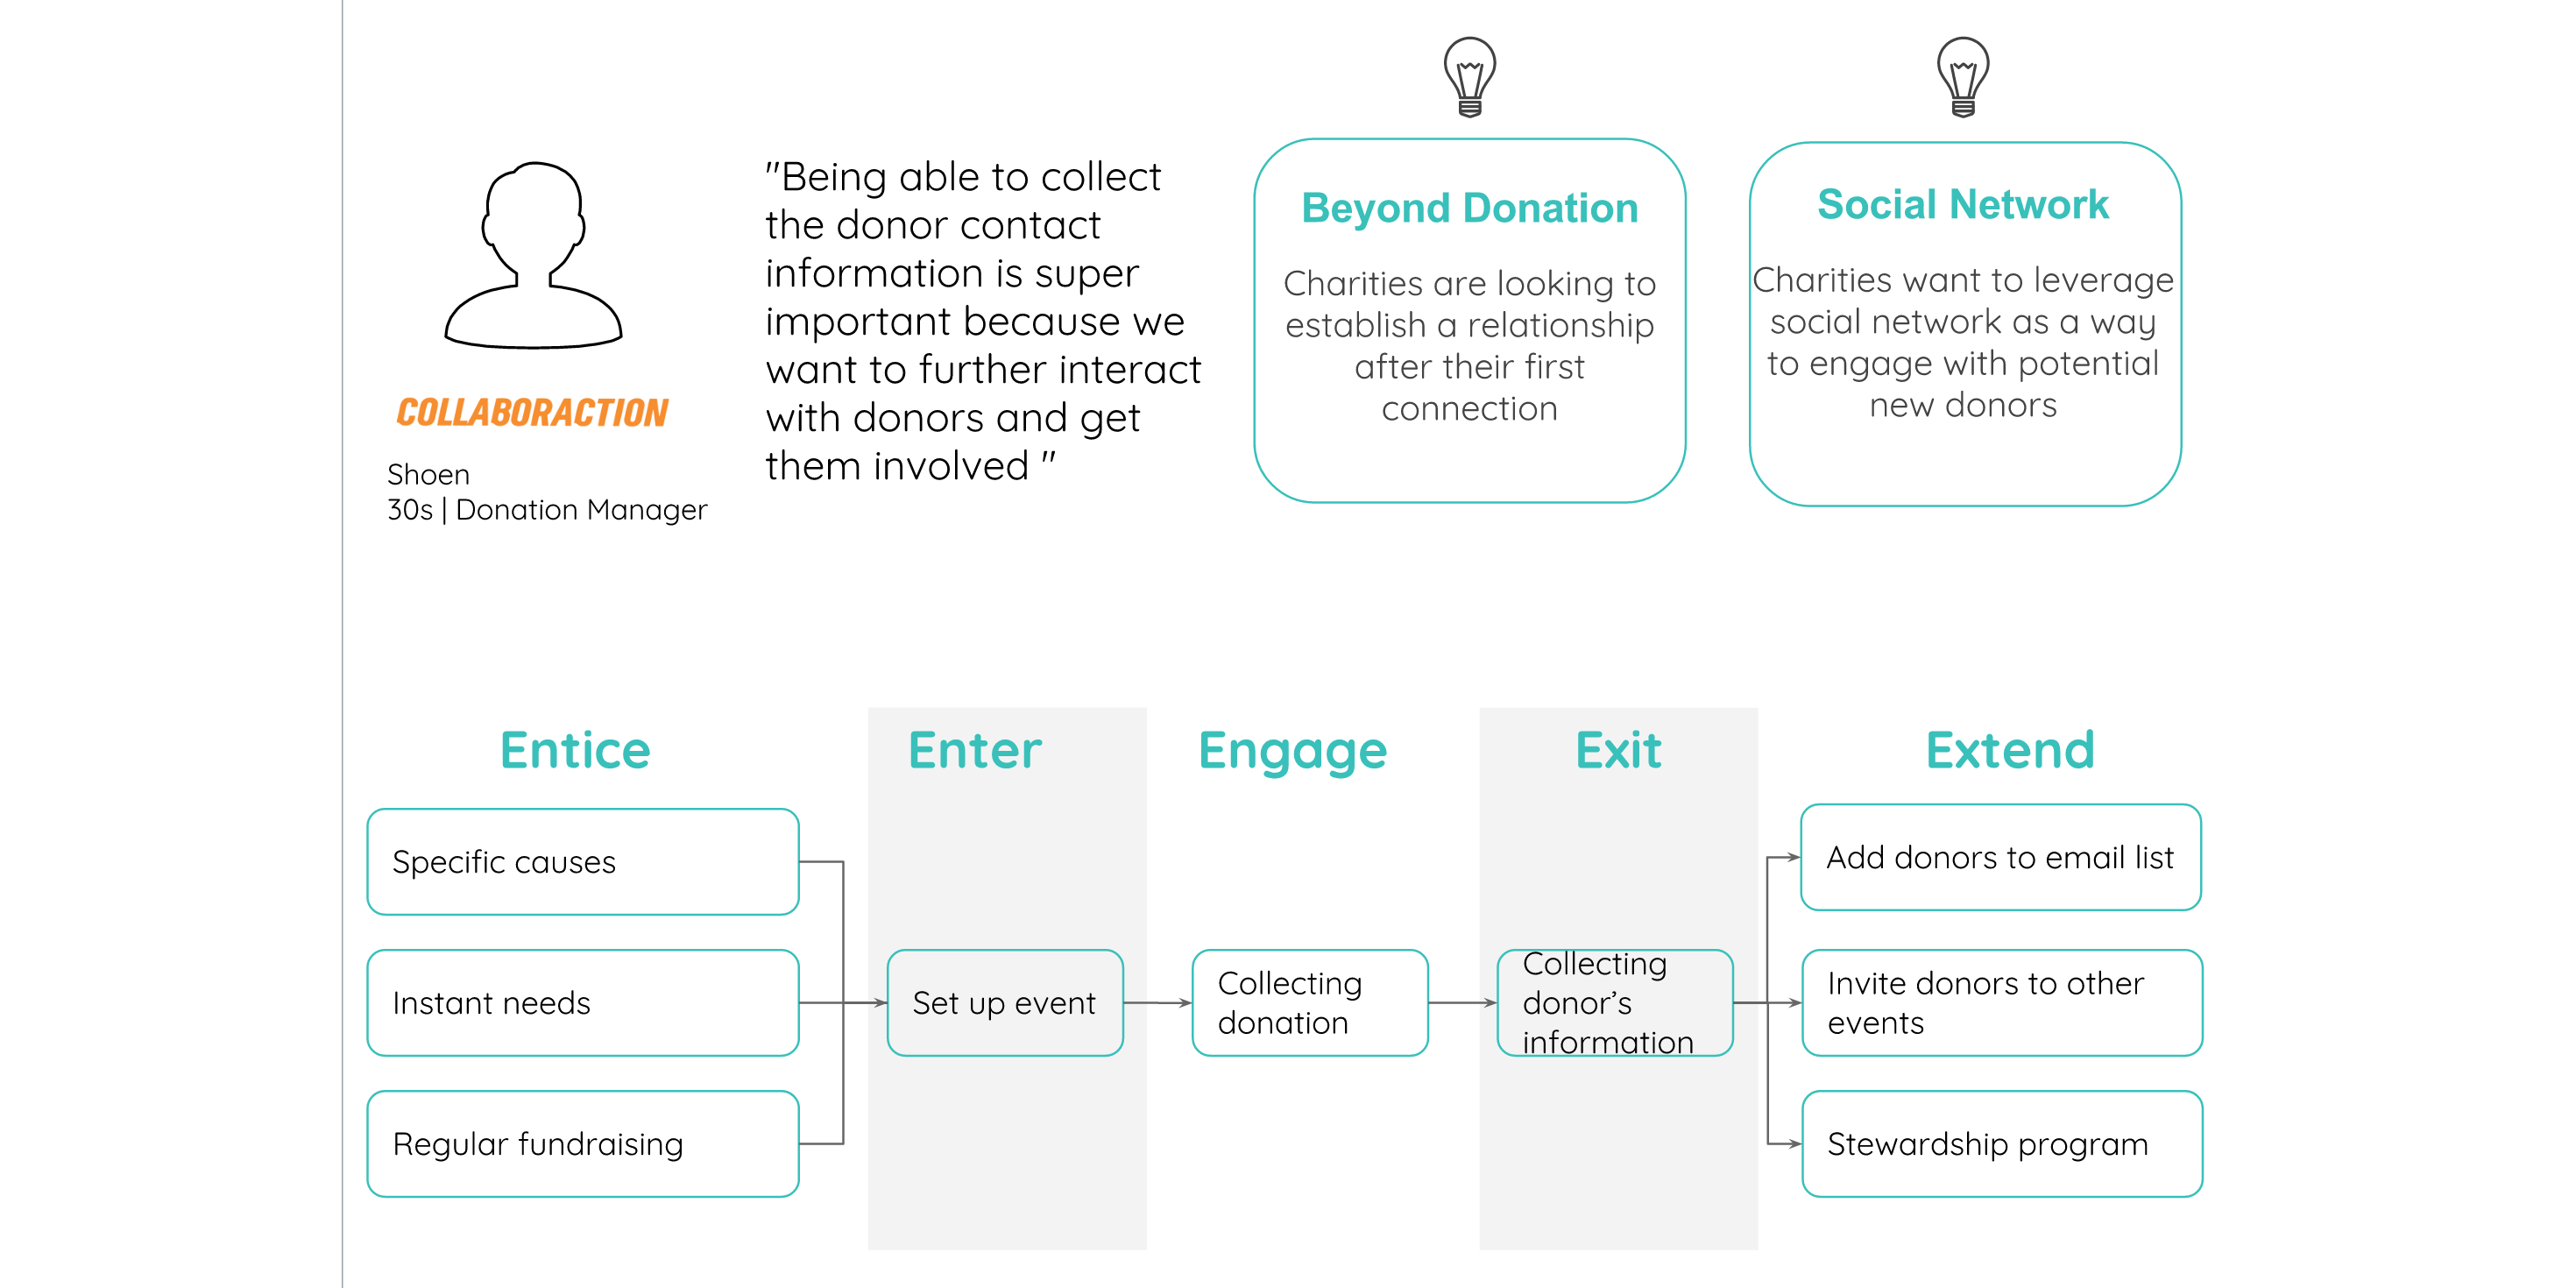 COLLABORACTION
Shoen
30s | Donation Manager
"Being able to collect
the donor contact
information is super
important because we
want to further interact
with donors and get
them involved "
Beyond Donation
Charities are looking to
establish a relationship
after their first
connection
Social Network
Charities want to leverage
social network as a way
to engage with potential
new donors
Entice
Specific causes
Instant needs
Regular fundraising
Enter
Set up event
Engage
Collecting
donation
Exit
Collecting
donor’s
information
Extend
Add donors to email list
Invite donors to other
events
Stewardship program